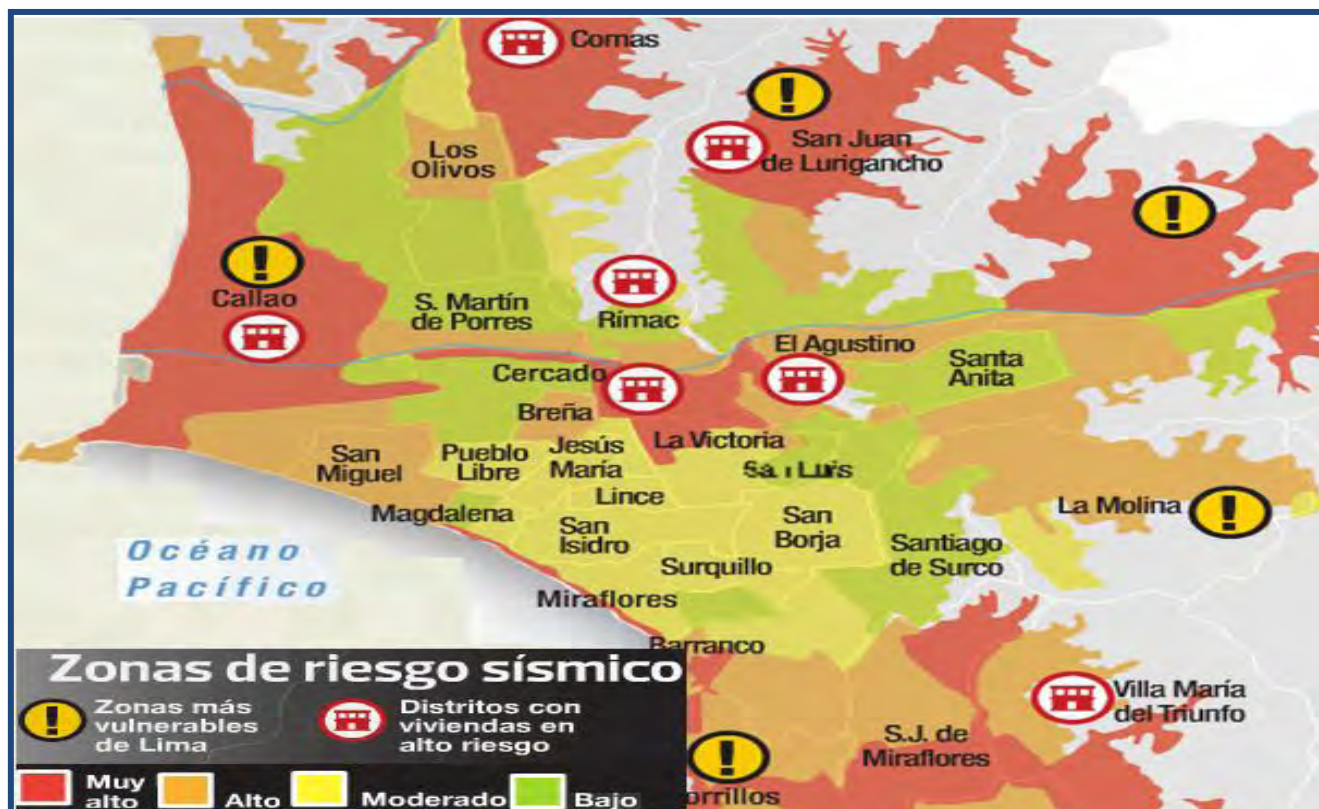 Comas
San Juan
de Lurigancho
Los
Olivos
Callao
S. Martín
de Porres
Rímac
El Agustino
Santa
Anita
Cercado
Breña
La Victoria
San
Miguel
Pueblo
Libre
Jesús
María
Lince
La Molina
Magdalena
San
Isidro
San
Borja
Santiago
de Surco
Surquillo
Océano
Pacífico
Miraflores
Barranco
Villa María
del Triunfo
S.J. de
Miraflores
orrillos
Zonas de riesgo sísmico
Zonas más
vulnerables
de Lima
Distritos con
viviendas en
alto riesgo
Muy
alto
Alto
Moderado
Bajo